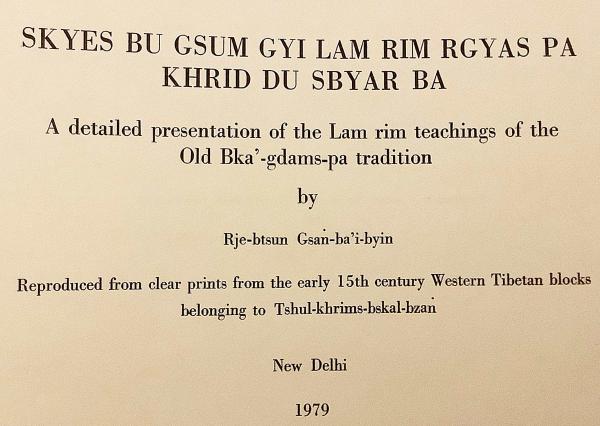 SKYES BU GSUM GYI LAM RIM RGYAS PA
KHRID DU SBYAR BA
A detailed presentation of the Lam rim teachings of the
Old Bka'-gdams-pa tradition
by
Rje-btsun Gsaṅ-ba'i-byin
Reproduced from clear prints from the early 15th century Western Tibetan blocks
belonging to Tshul-khrims-bskal-bzaṅ
New Delhi
1979